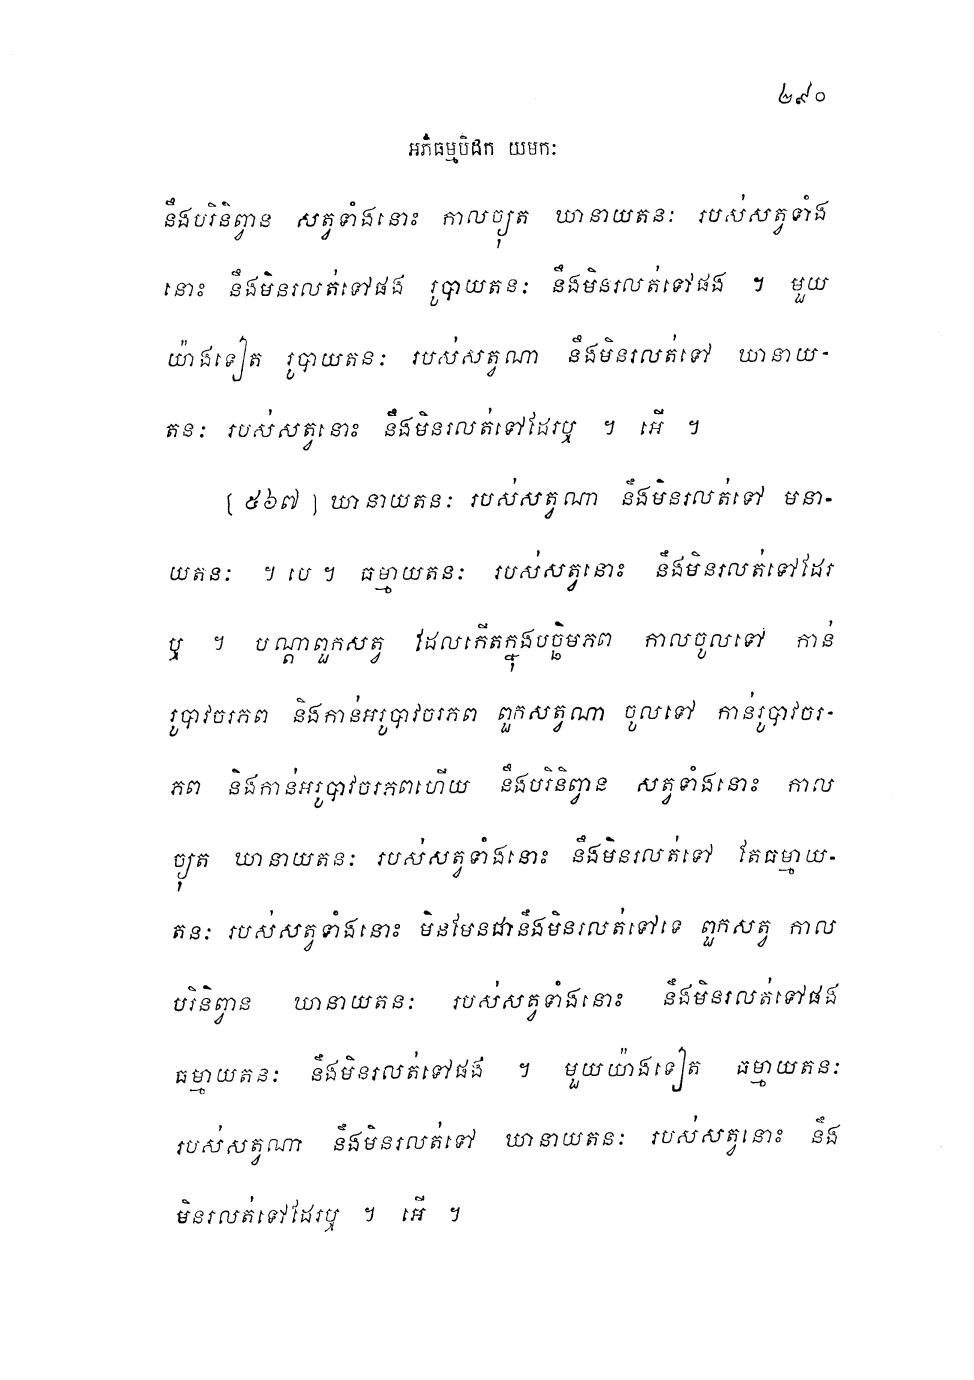 ២៩០
អភិធម្មបិដក យមកៈ
នឹងបរិនិព្វាន សត្វទាំងនោះ កាលច្យុត ឃានាយតនៈ របស់សត្វទាំង
នោះ នឹងមិនរលត់ទៅផង រូបាយតនៈ នឹងមិនរលត់ទៅផង ។ មួយ
យ៉ាងទៀត រូបាយតនៈ របស់សត្វណា នឹងមិនរលត់ទៅ ឃានាយ-
តនៈ របស់សត្វនោះ នឹងមិនរលត់ទៅដែរឬ ។ អើ ។
[ ៥៦៧ ] ឃានាយតនៈ របស់សត្វណា នឹងមិនរលត់ទៅ មនា-
យតនៈ ។ បេ ។ ធម្មាយតនៈ របស់សត្វនោះ នឹងមិនរលត់ទៅដែរ
ឬ ។ បណ្តាពួកសត្វ ដែលកើតក្នុងបច្ឆិមភព កាលចូលទៅ កាន់
រូបាវចរភព និងកាន់អរូបាវចរភព ពួកសត្វណា ចូលទៅ កាន់រូបាវចរ-
ភព និងកាន់អរូបាវចរភពហើយ នឹងបរិនិព្វាន សត្វទាំងនោះ កាល
ច្យុត ឃានាយតនៈ របស់សត្វទាំងនោះ នឹងមិនរលត់ទៅ តែធម្មាយ-
តនៈ របស់សត្វទាំងនោះ មិនមែនជានឹងមិនរលត់ទៅទេ ពួកសត្វ កាល
បរិនិព្វាន ឃានាយតនៈ របស់សត្វទាំងនោះ នឹងមិនរលត់ទៅផង
ធម្មាយតនៈ នឹងមិនរលត់ទៅផង ។ មួយយ៉ាងទៀត ធម្មាយតនៈ
របស់សត្វណា នឹងមិនរលត់ទៅ ឃានាយតនៈ របស់សត្វនោះ នឹង
មិនរលត់ទៅដែរឬ ។ អើ ។